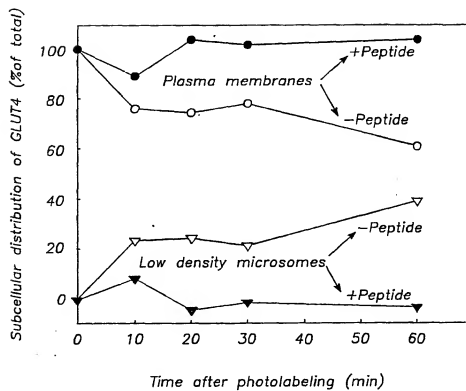 Subcellular distribution of GLUT4 (% of total)
100
80
60
40
20
0
+Peptide
Plasma membranes
−Peptide
−Peptide
Low density microsomes
+Peptide
0 10 20 30 40 50 60
Time after photolabeling (min)